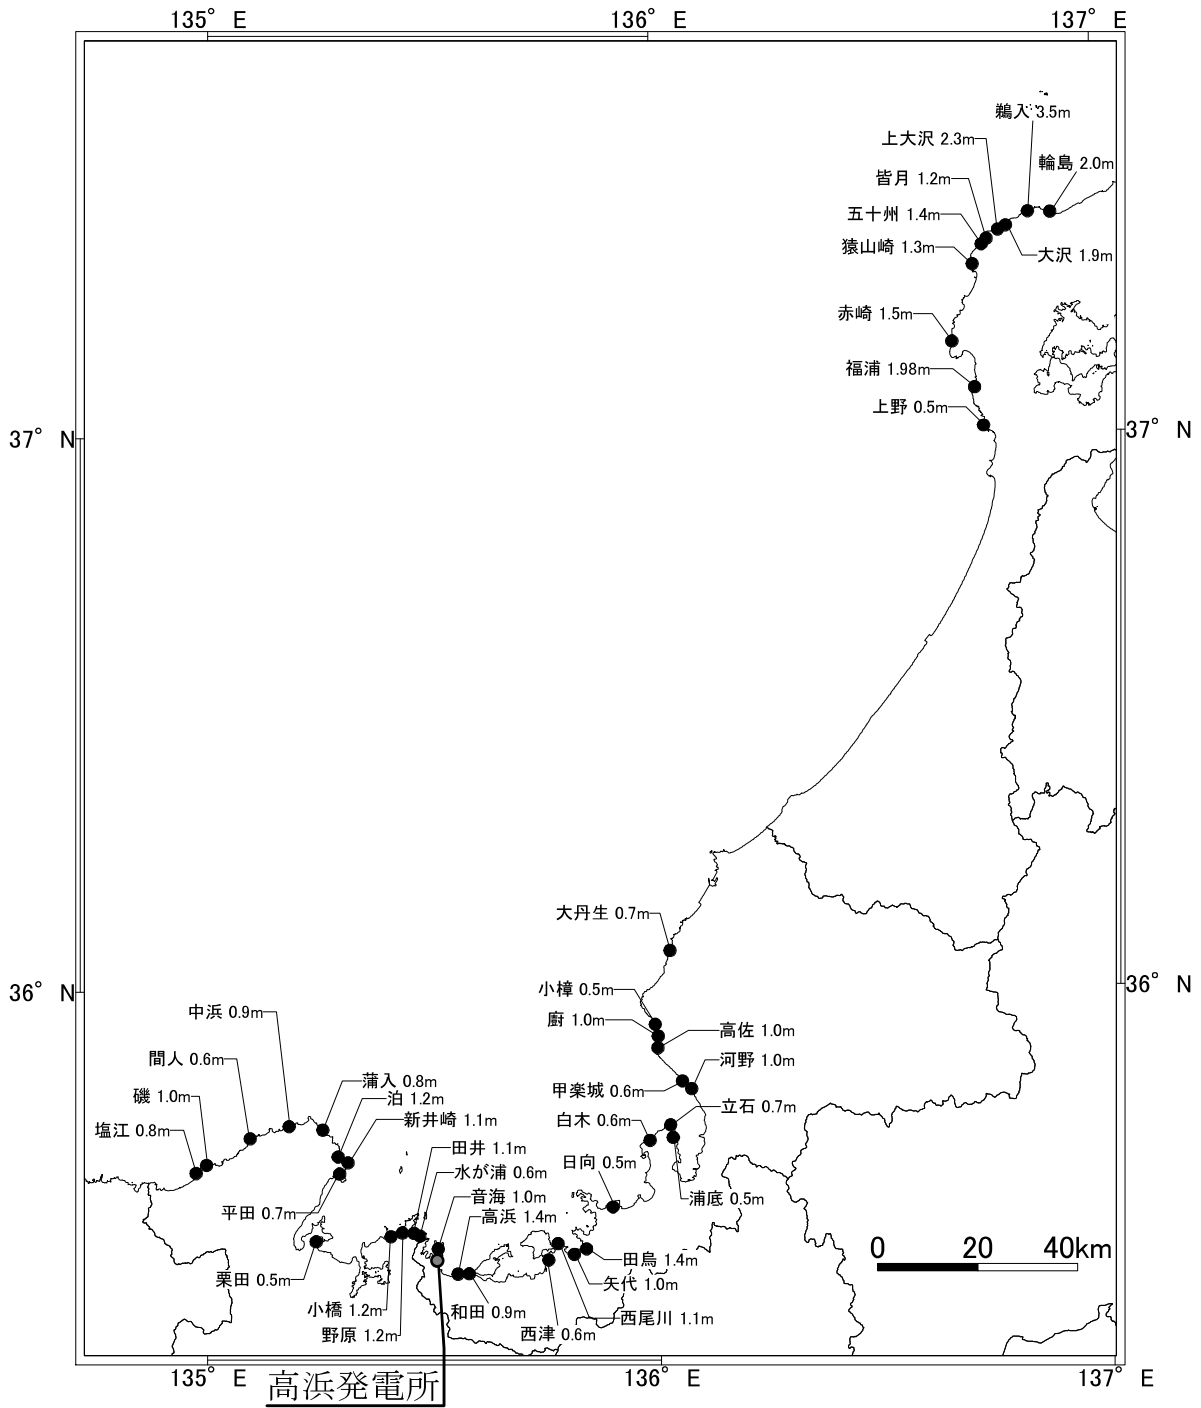 135° E
136° E
137° E
鵜入 3.5m
上大沢 2.3m
輪島 2.0m
皆月 1.2m
五十州 1.4m
猿山崎 1.3m
大沢 1.9m
赤崎 1.5m
福浦 1.98m
上野 0.5m
37° N
37° N
大丹生 0.7m
小樟 0.5m
36° N
36° N
中浜 0.9m
厨 1.0m
高佐 1.0m
間人 0.6m
河野 1.0m
蒲入 0.8m
甲楽城 0.6m
磯 1.0m
泊 1.2m
立石 0.7m
新井崎 1.1m
白木 0.6m
塩江 0.8m
田井 1.1m
日向 0.5m
水が浦 0.6m
音海 1.0m
浦底 0.5m
平田 0.7m
高浜 1.4m
0 20 40km
田烏 1.4m
栗田 0.5m
矢代 1.0m
小橋 1.2m
和田 0.9m
西尾川 1.1m
野原 1.2m
西津 0.6m
135° E
136° E
137° E
高浜発電所